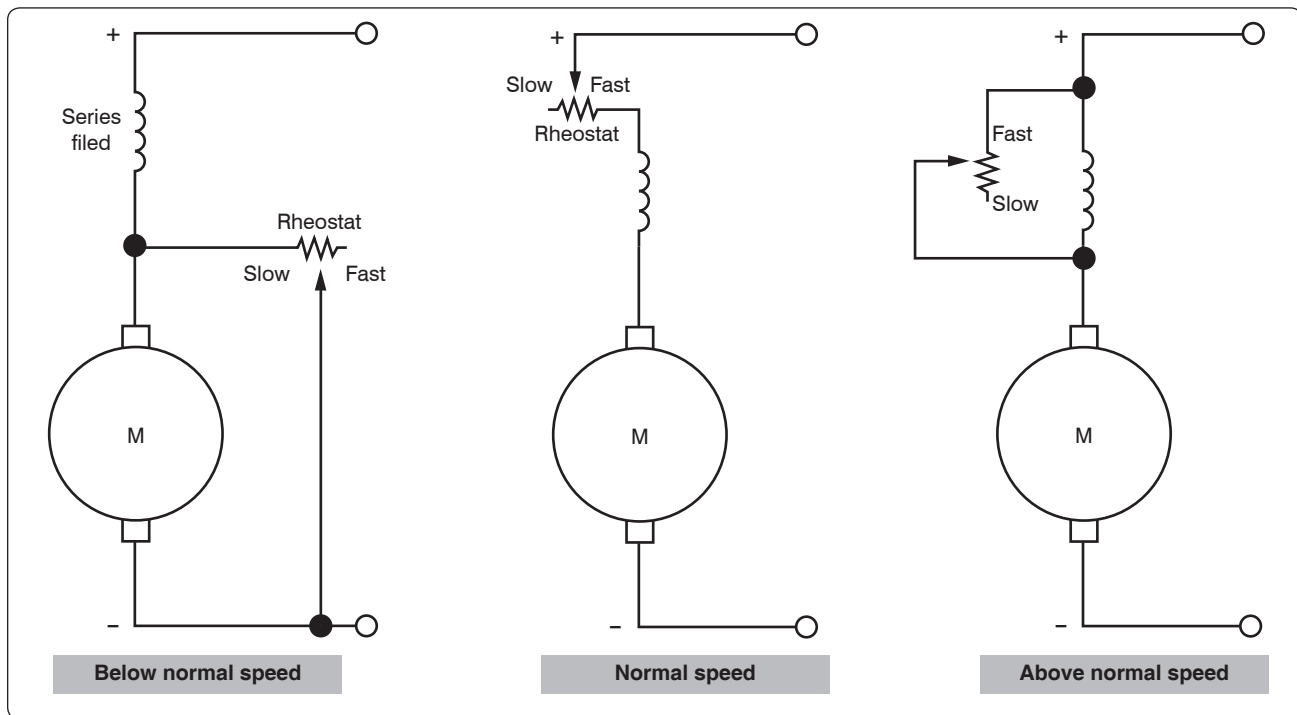 +
Series
filed
Rheostat
Slow
Fast
M
–
Below normal speed
+
Slow
Fast
Rheostat
M
–
Normal speed
+
Fast
Slow
M
–
Above normal speed